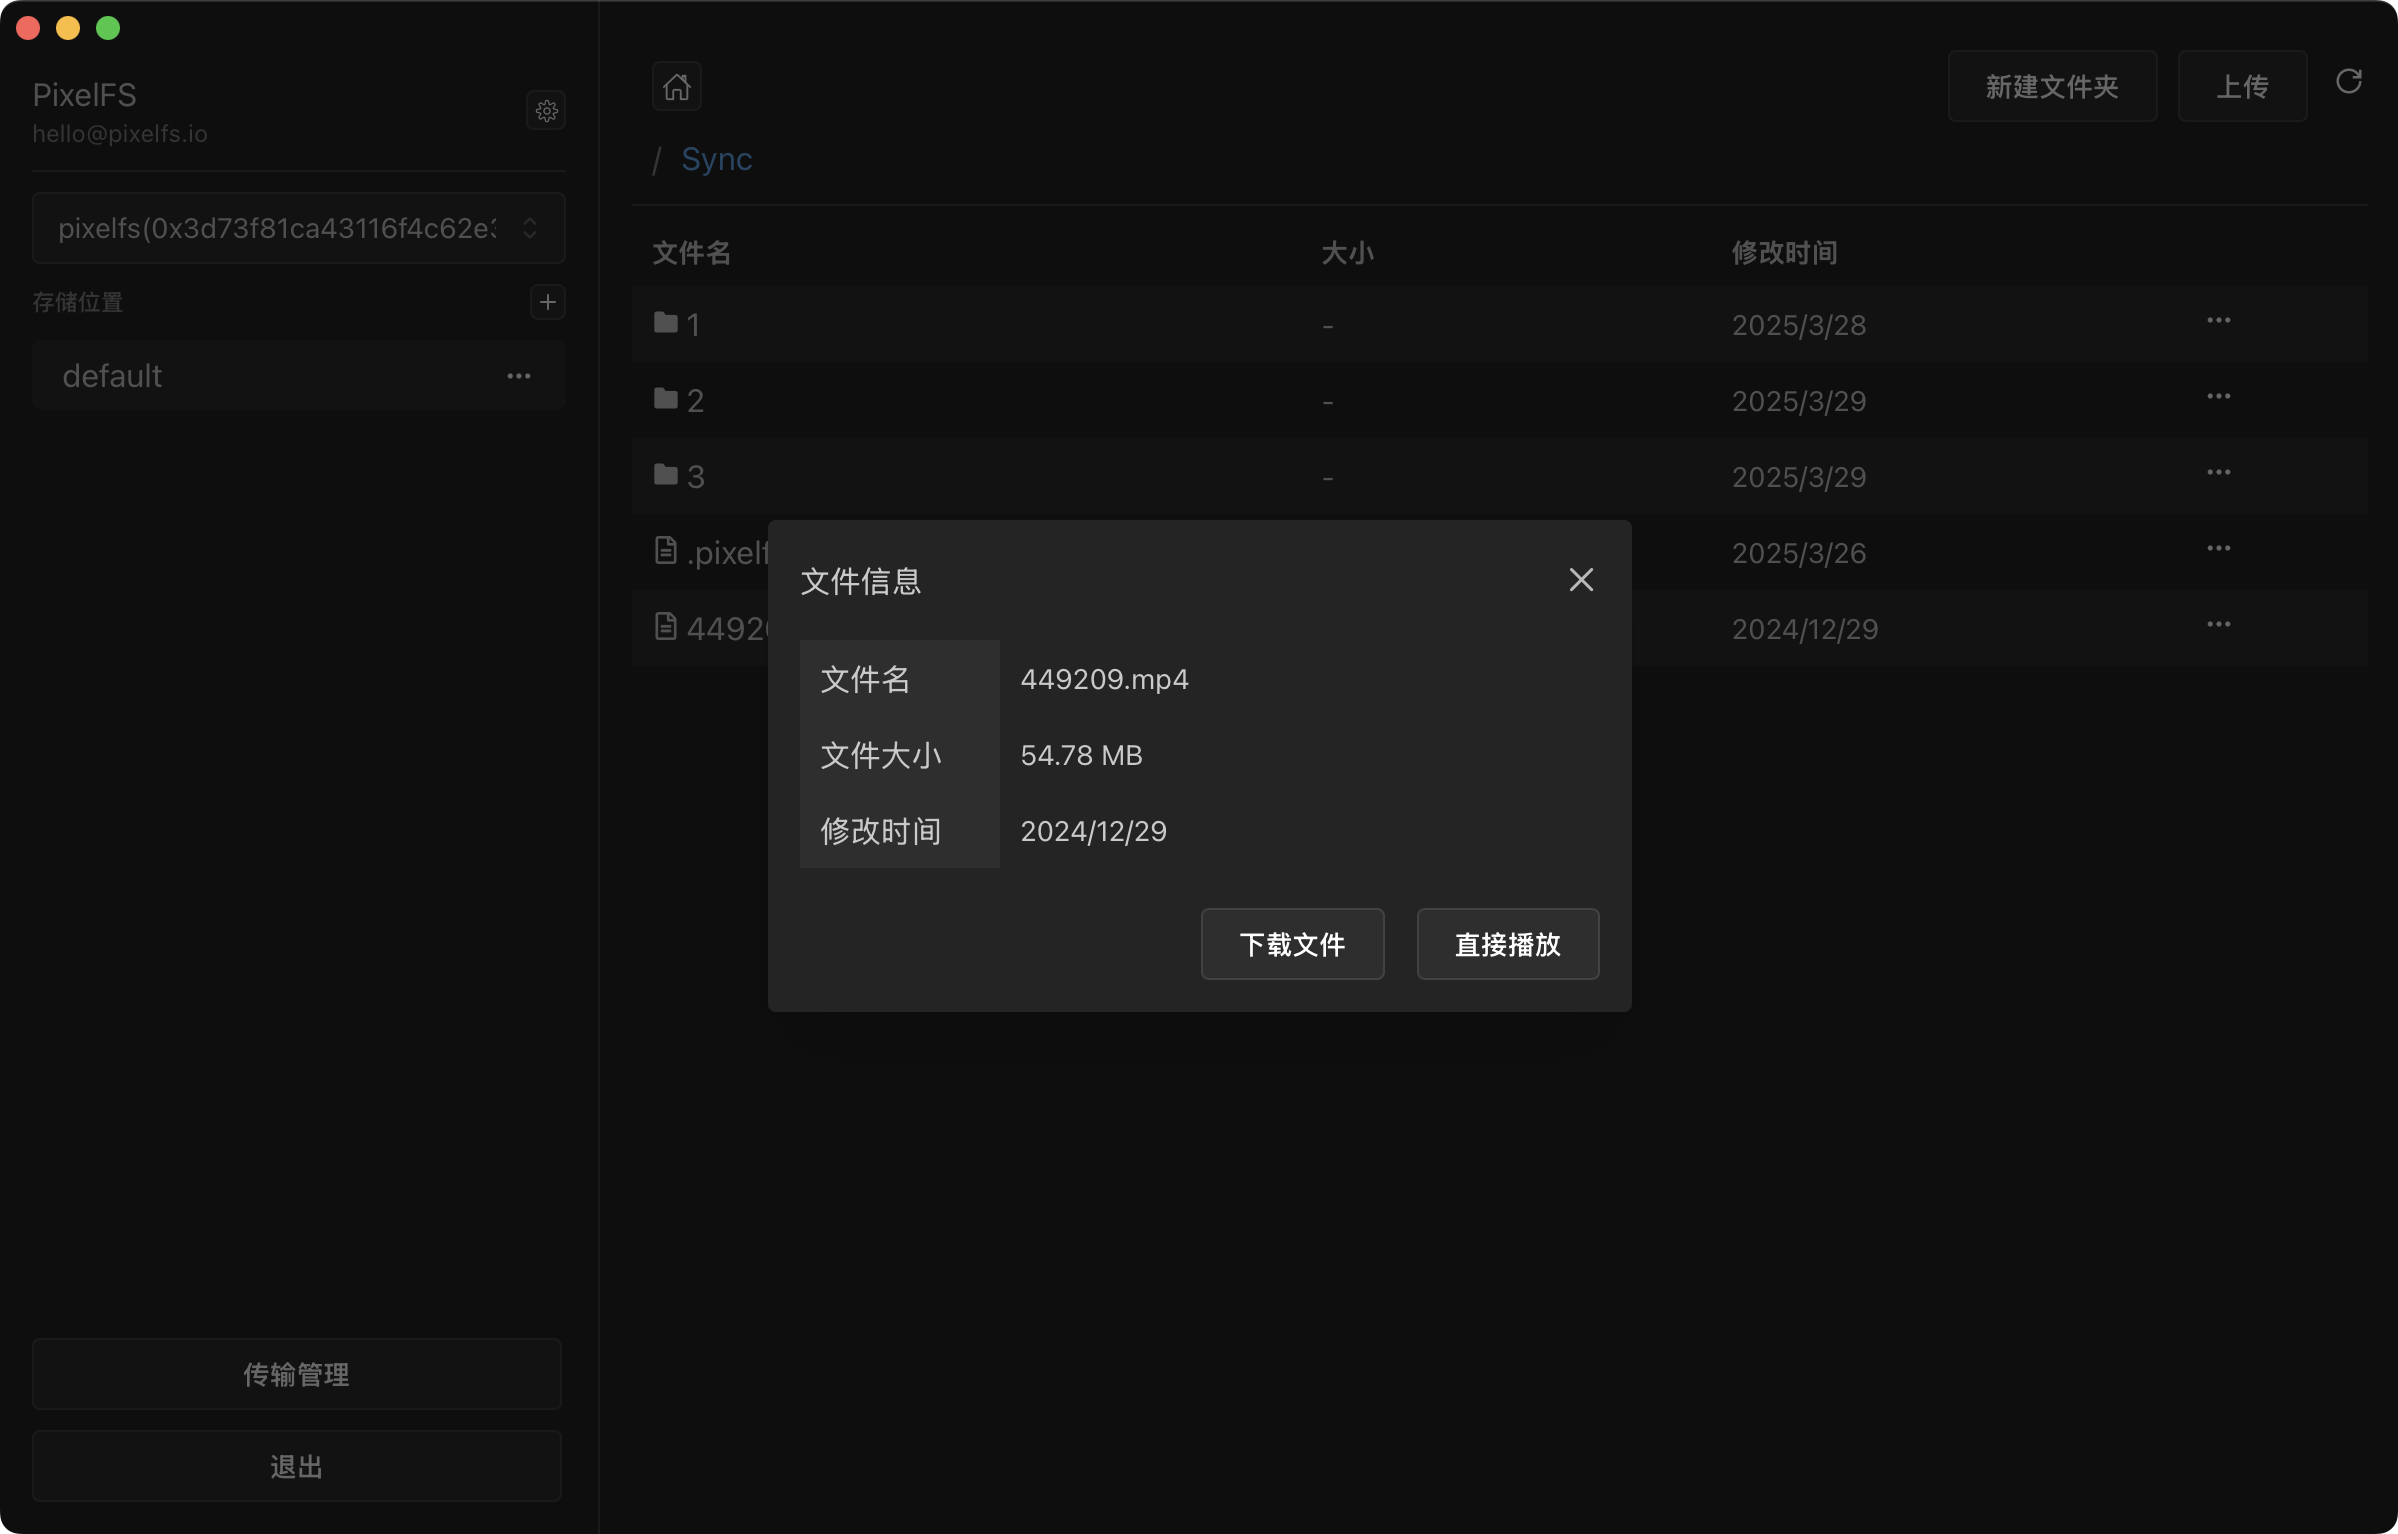 PixelFS
hello@pixelfs.io
pixelfs(0x3d73f81ca43116f4c62e
存储位置
default
传输管理
退出
新建文件夹
上传
/ Sync
文件名 大小 修改时间
1 - 2025/3/28
2 - 2025/3/29
3 - 2025/3/29
.pixelf 2025/3/26
44920 2024/12/29
文件信息
文件名 449209.mp4
文件大小 54.78 MB
修改时间 2024/12/29
下载文件
直接播放